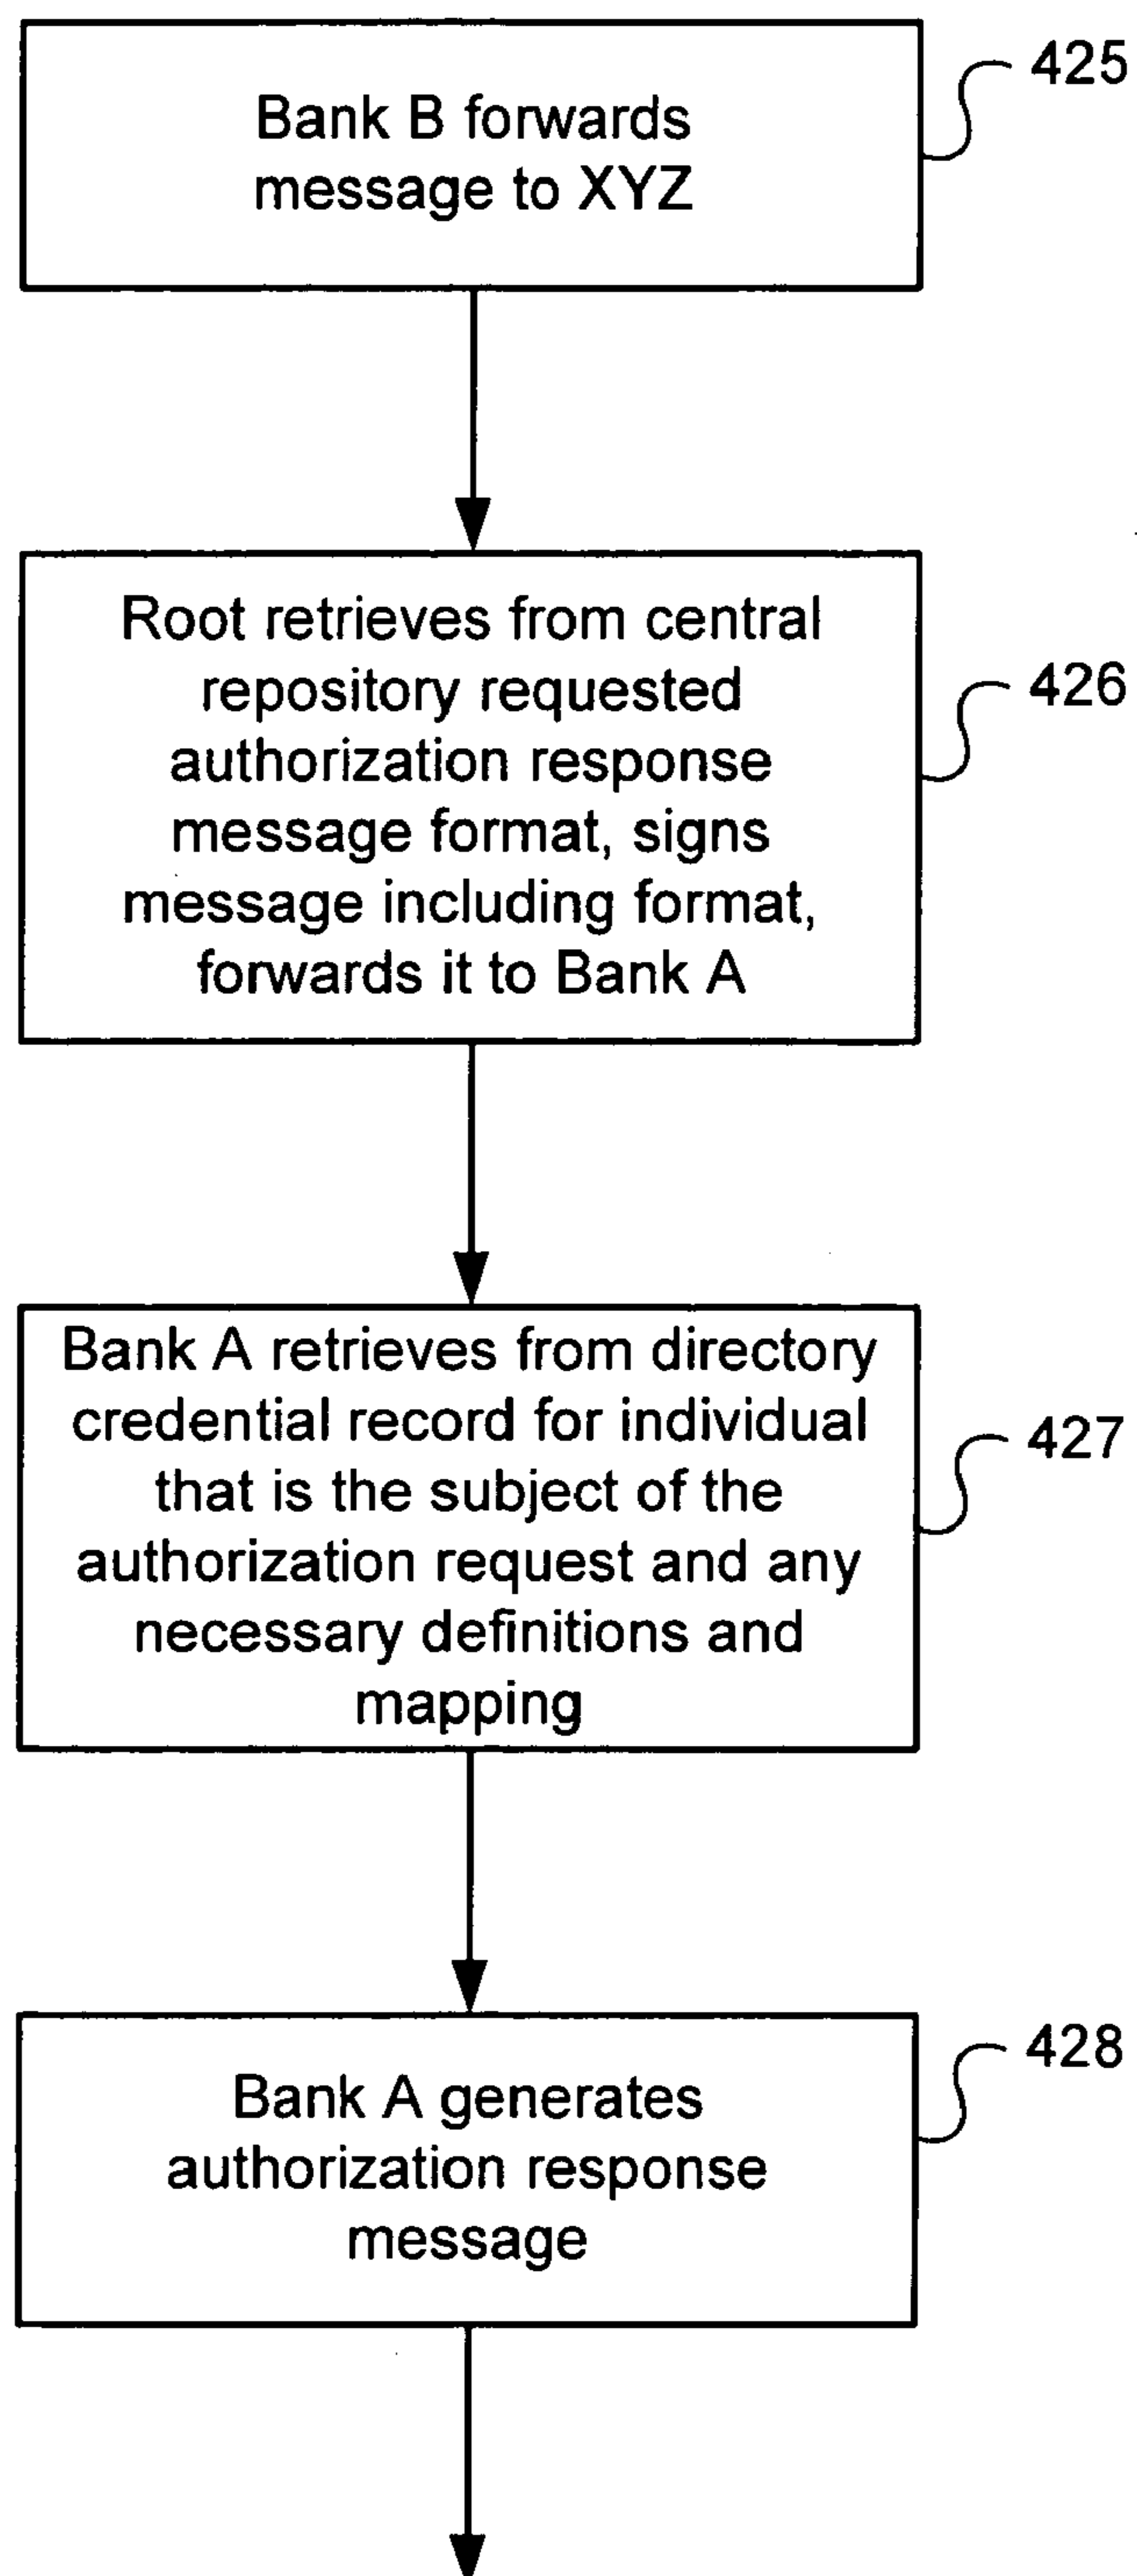 Bank B forwards
message to XYZ
425
Root retrieves from central
repository requested
authorization response
message format, signs
message including format,
forwards it to Bank A
426
Bank A retrieves from directory
credential record for individual
that is the subject of the
authorization request and any
necessary definitions and
mapping
427
Bank A generates
authorization response
message
428